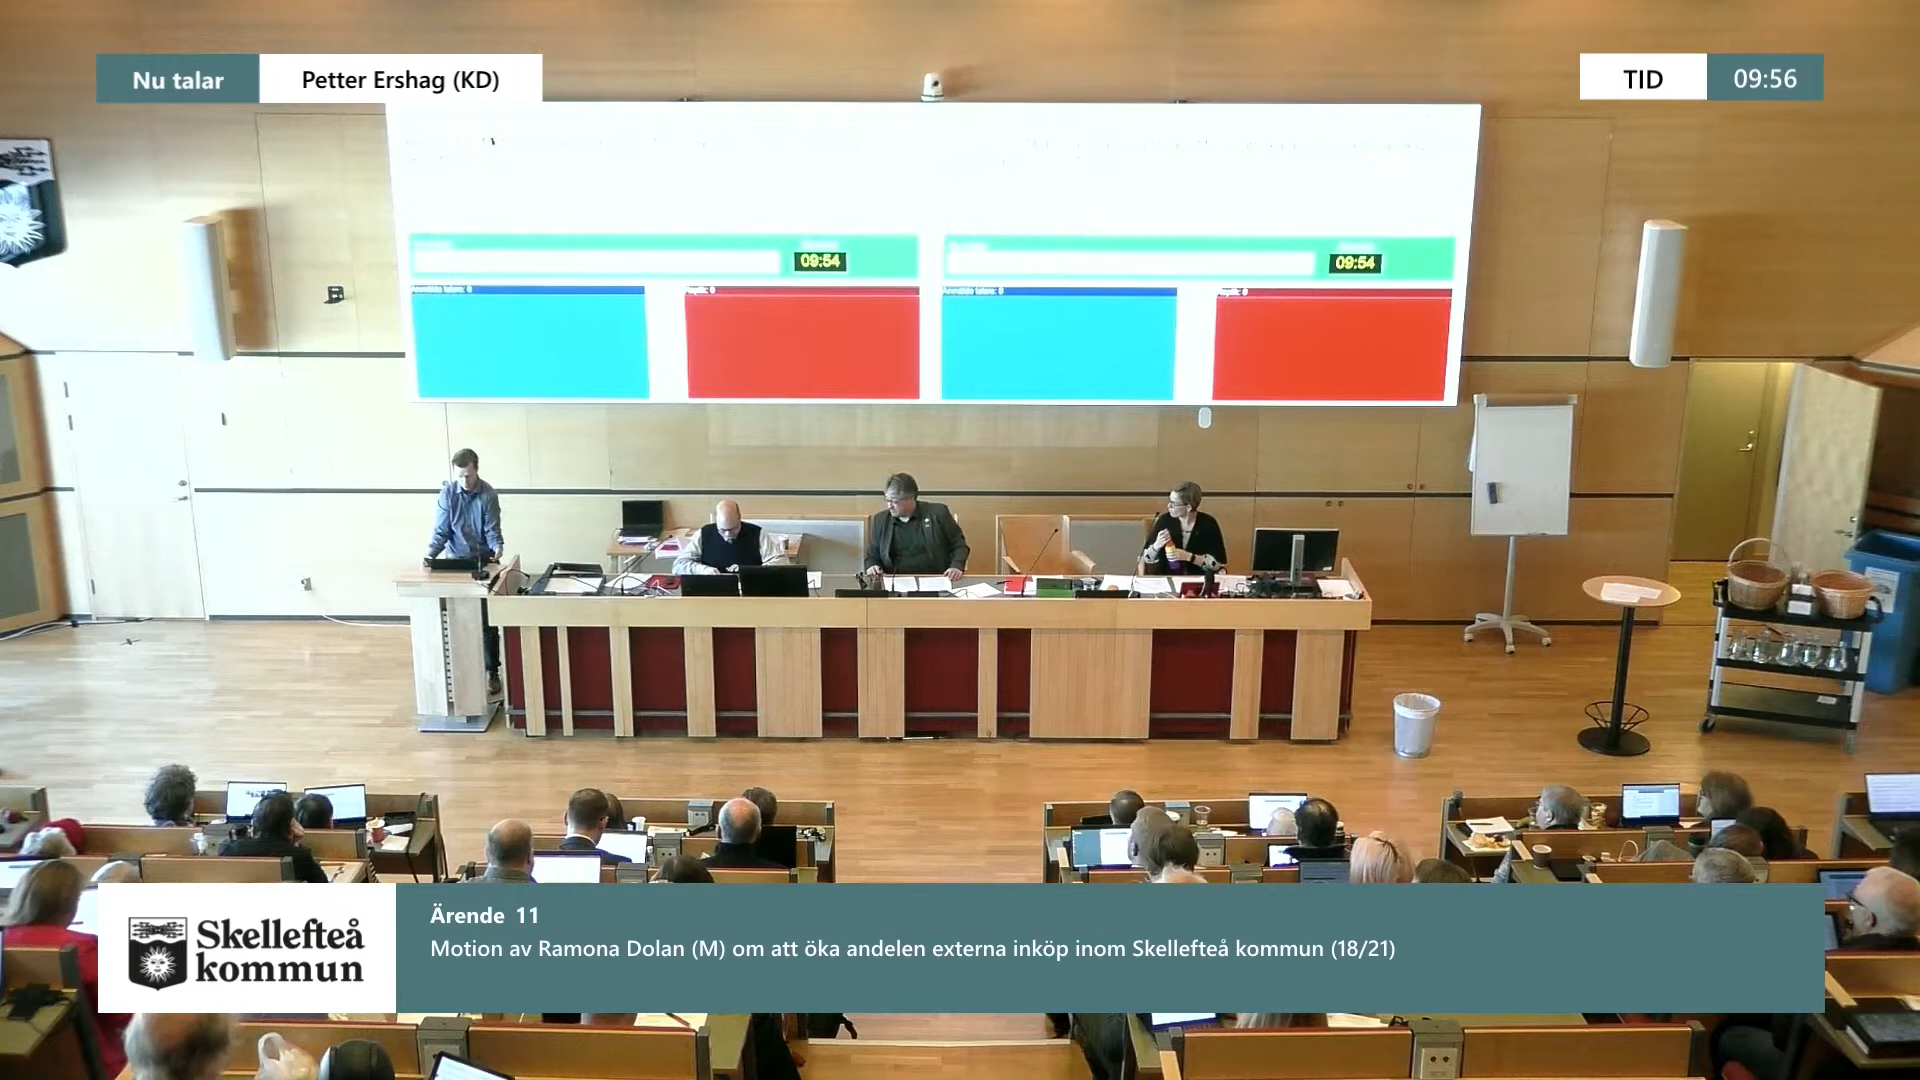 Nu talar
Petter Ershag (KD)
TID
09:56
09:54
09:54
Skellefteå
kommun
Ärende 11
Motion av Ramona Dolan (M) om att öka andelen externa inköp inom Skellefteå kommun (18/21)